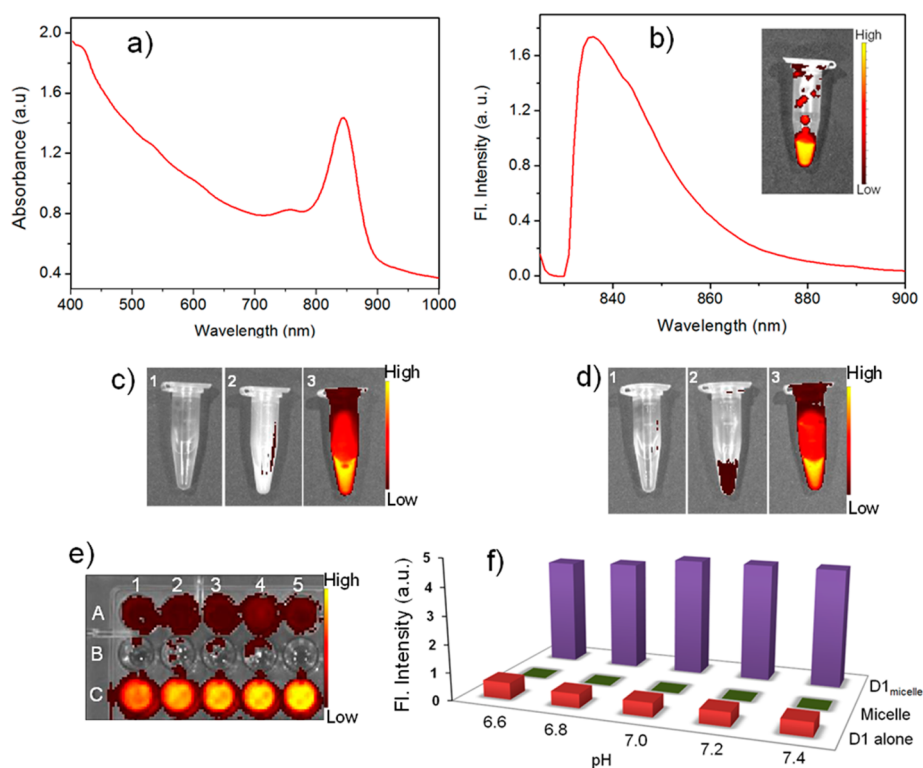 a)
Absorbance (a.u)
2.0
1.6
1.2
0.8
0.4
400 500 600 700 800 900 1000
Wavelength (nm)
b)
Fl. Intensity (a. u.)
1.6
1.2
0.8
0.4
0.0
840 860 880 900
Wavelength (nm)
High
Low
c)
1 2 3
High
Low
d)
1 2 3
High
Low
e)
1 2 3 4 5
A
B
C
High
Low
f)
Fl. Intensity (a.u.)
5
4
3
2
1
0
6.6 6.8 7.0 7.2 7.4
pH
D1micelle
Micelle
D1 alone